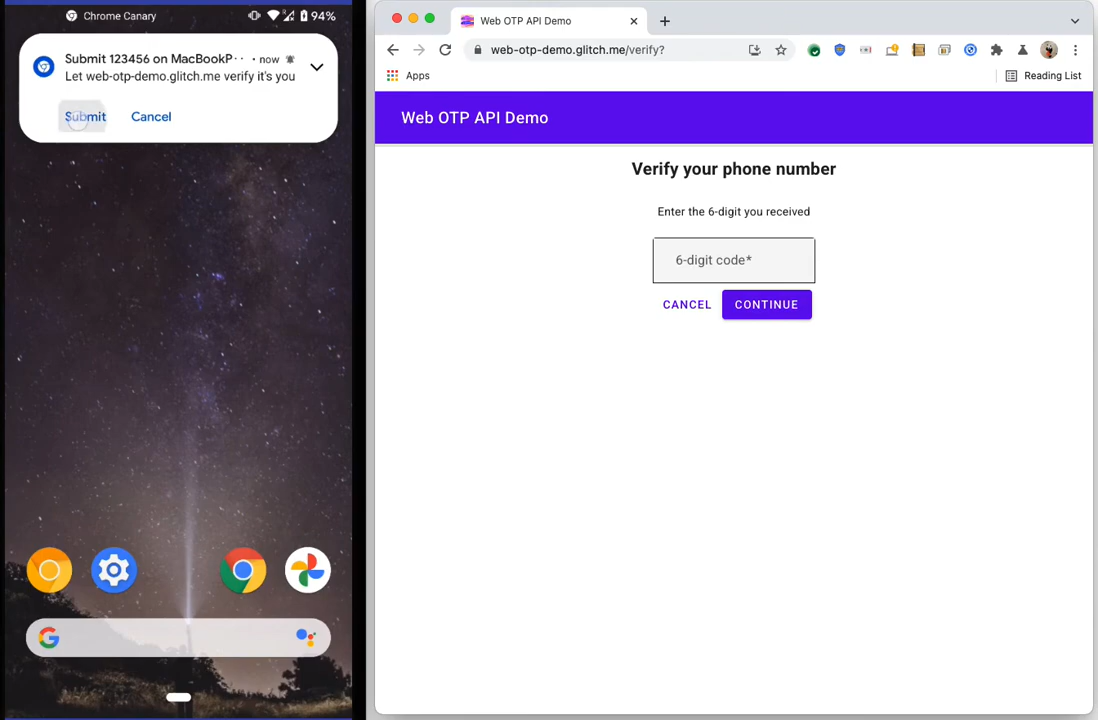 Chrome Canary
94%
Submit 123456 on MacBookP·· · now
Let web-otp-demo.glitch.me verify it's you
Submit Cancel
Web OTP API Demo
web-otp-demo.glitch.me/verify?
Apps
Reading List
Web OTP API Demo
Verify your phone number
Enter the 6-digit you received
6-digit code*
CANCEL CONTINUE